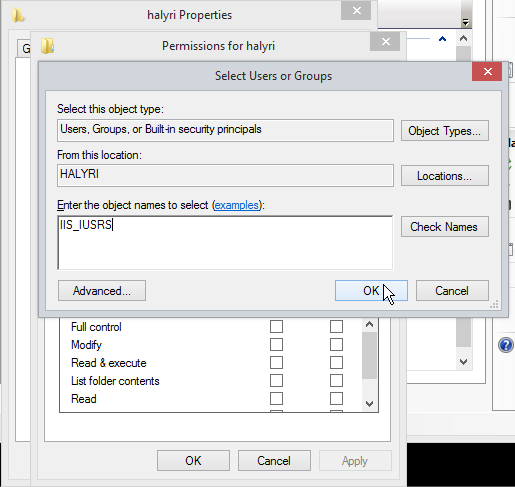 halyri Properties
Permissions for halyri
Select Users or Groups
Select this object type:
Users, Groups, or Built-in security principals
Object Types...
From this location:
HALYRI
Locations...
Enter the object names to select (examples):
IIS_IUSRS
Check Names
Advanced...
OK
Cancel
Full control
Modify
Read & execute
List folder contents
Read
OK
Cancel
Apply